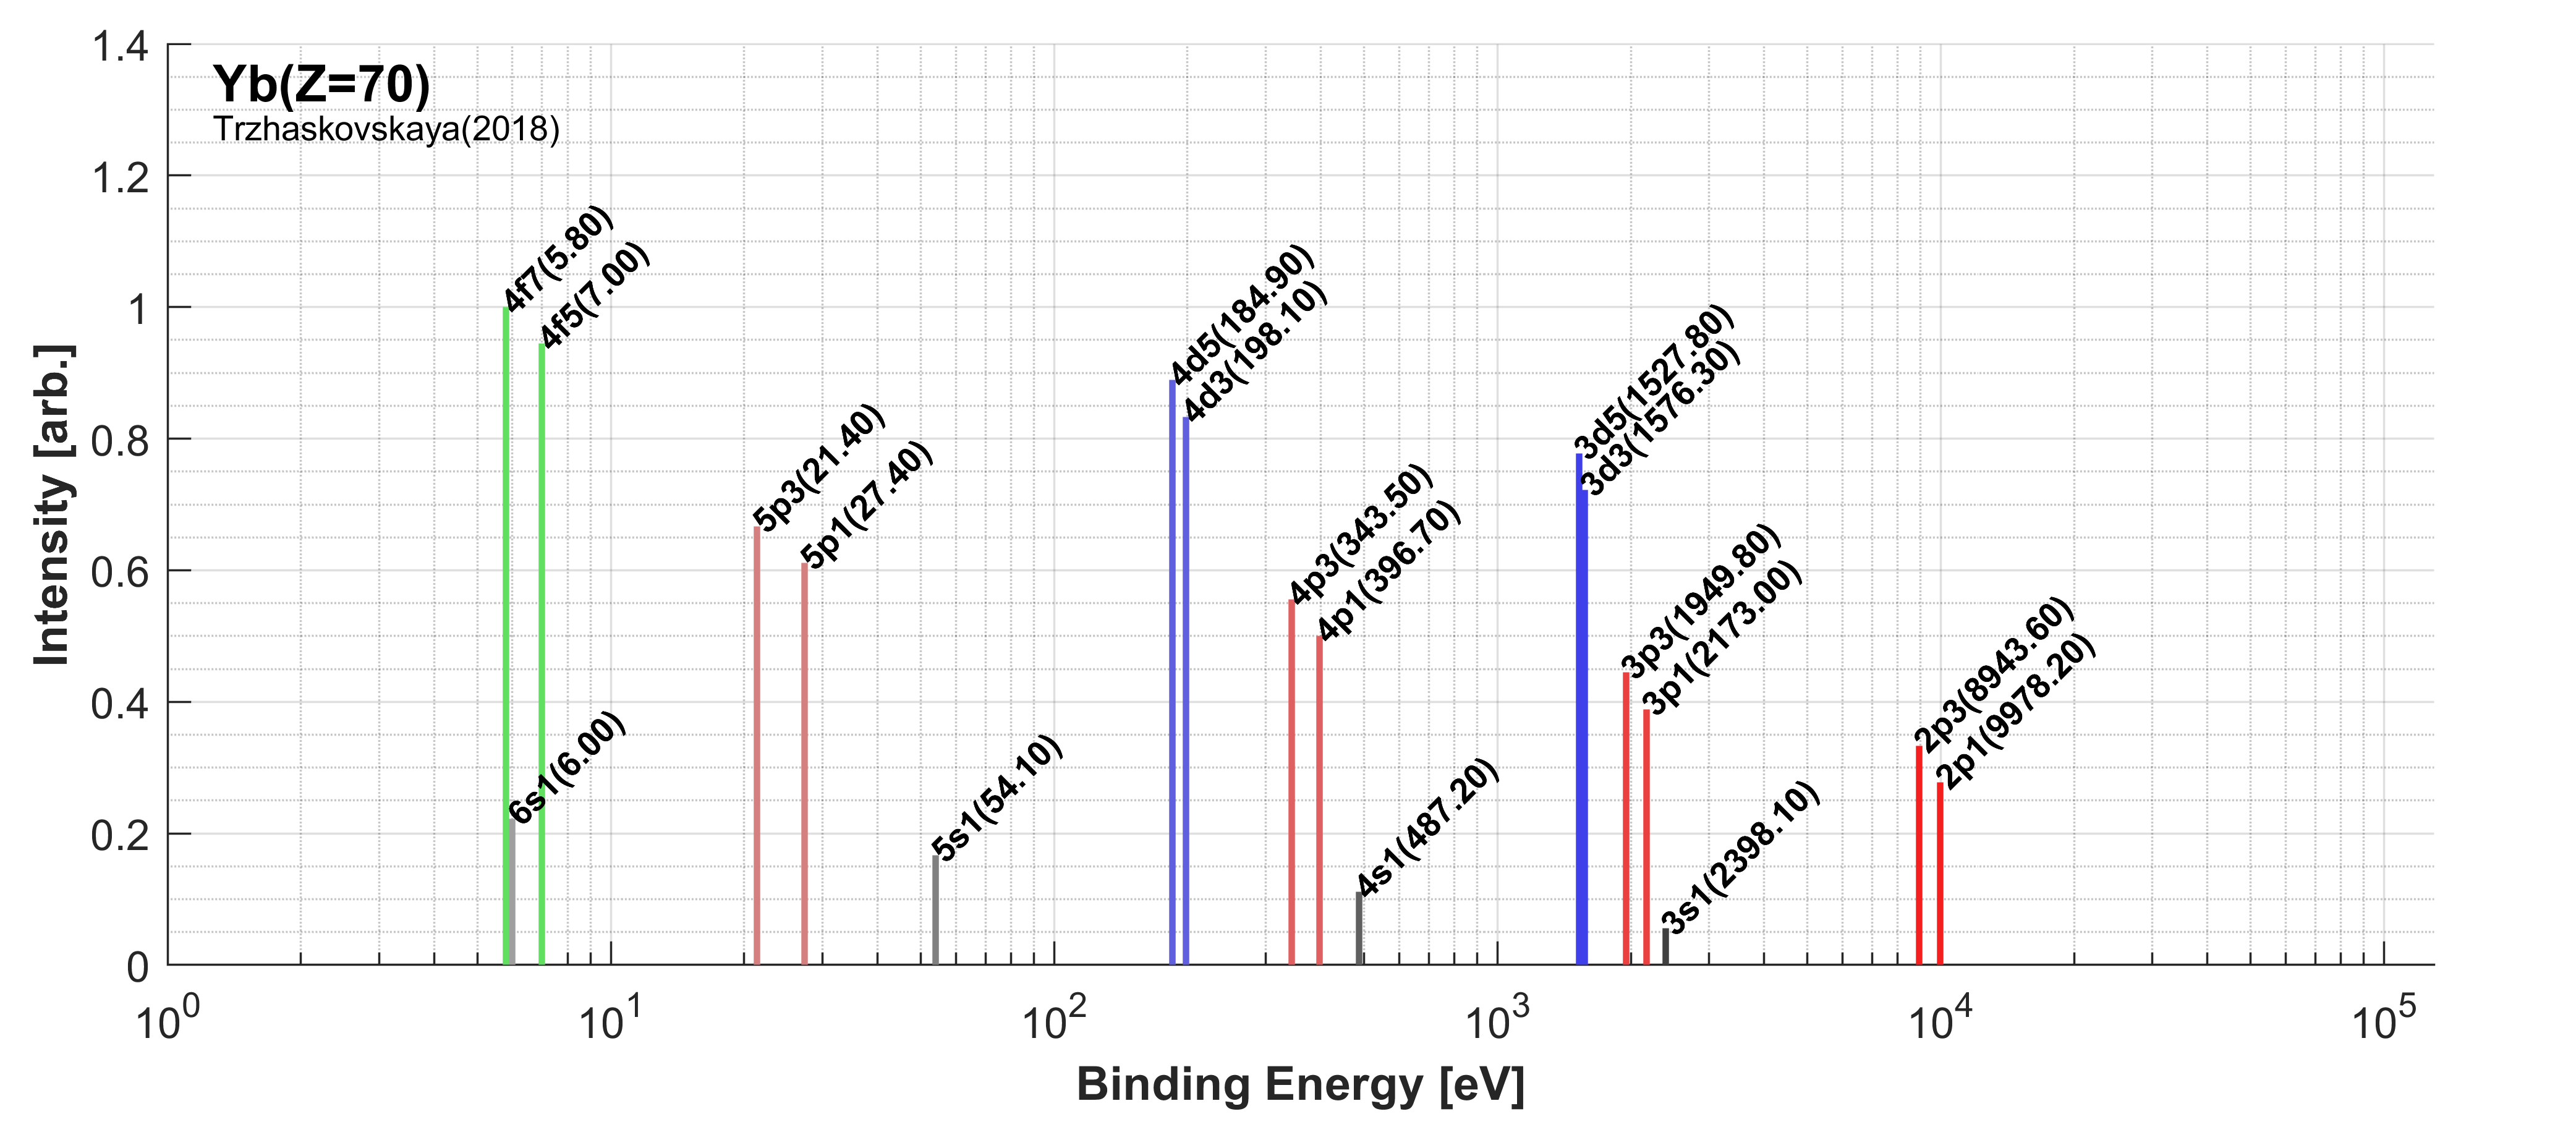 Yb(Z=70)
Trzhaskovskaya(2018)
1.4
1.2
1
0.8
0.6
0.4
0.2
0
Intensity [arb.]
4f7(5.80)
4f5(7.00)
6s1(6.00)
5p3(21.40)
5p1(27.40)
5s1(54.10)
4d5(184.90)
4d3(198.10)
4p3(343.50)
4p1(396.70)
4s1(487.20)
3d5(1527.80)
3d3(1576.30)
3p3(1949.80)
3p1(2173.00)
3s1(2398.10)
2p3(8943.60)
2p1(9978.20)
10^0 10^1 10^2 10^3 10^4 10^5
Binding Energy [eV]